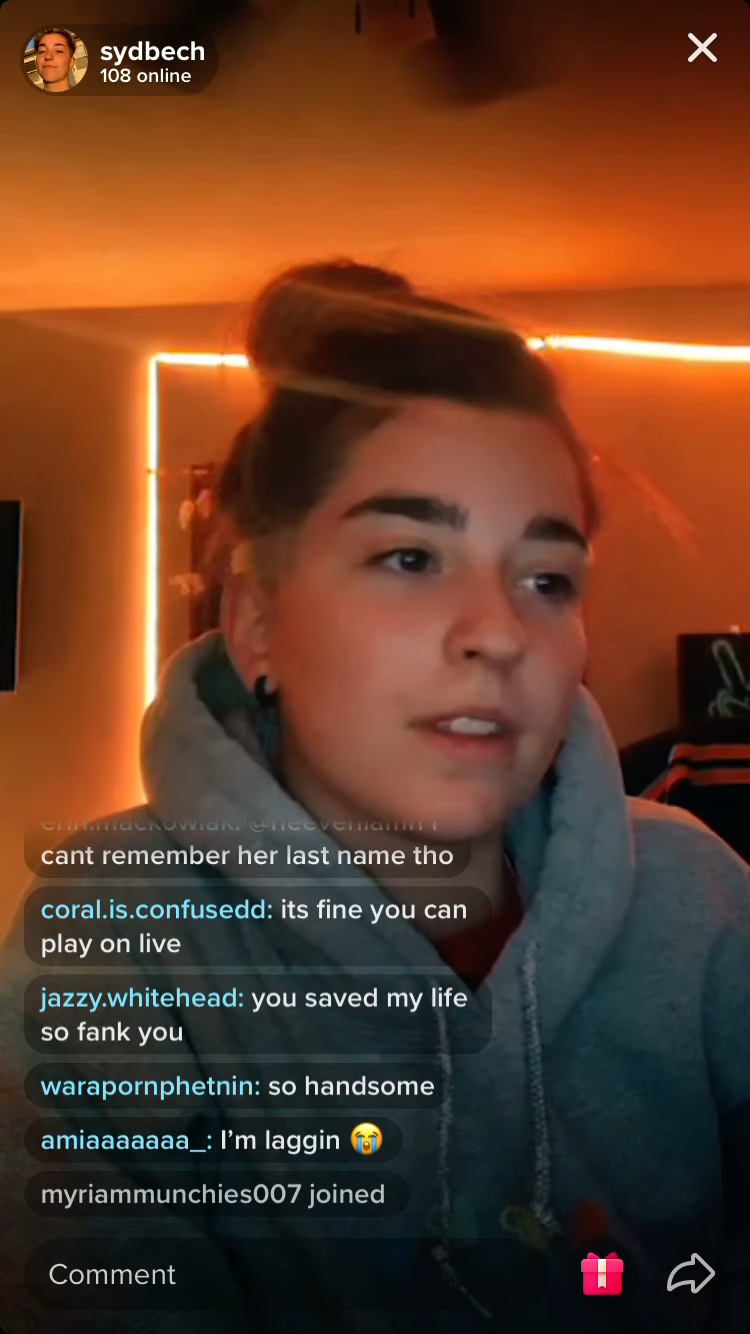 sydbech
108 online
cant remember her last name tho
coral.is.confusedd: its fine you can
play on live
jazzy.whitehead: you saved my life
so fank you
warapornphetnin: so handsome
amiaaaaaaa_: I’m laggin 😭
myriammunchies007 joined
Comment